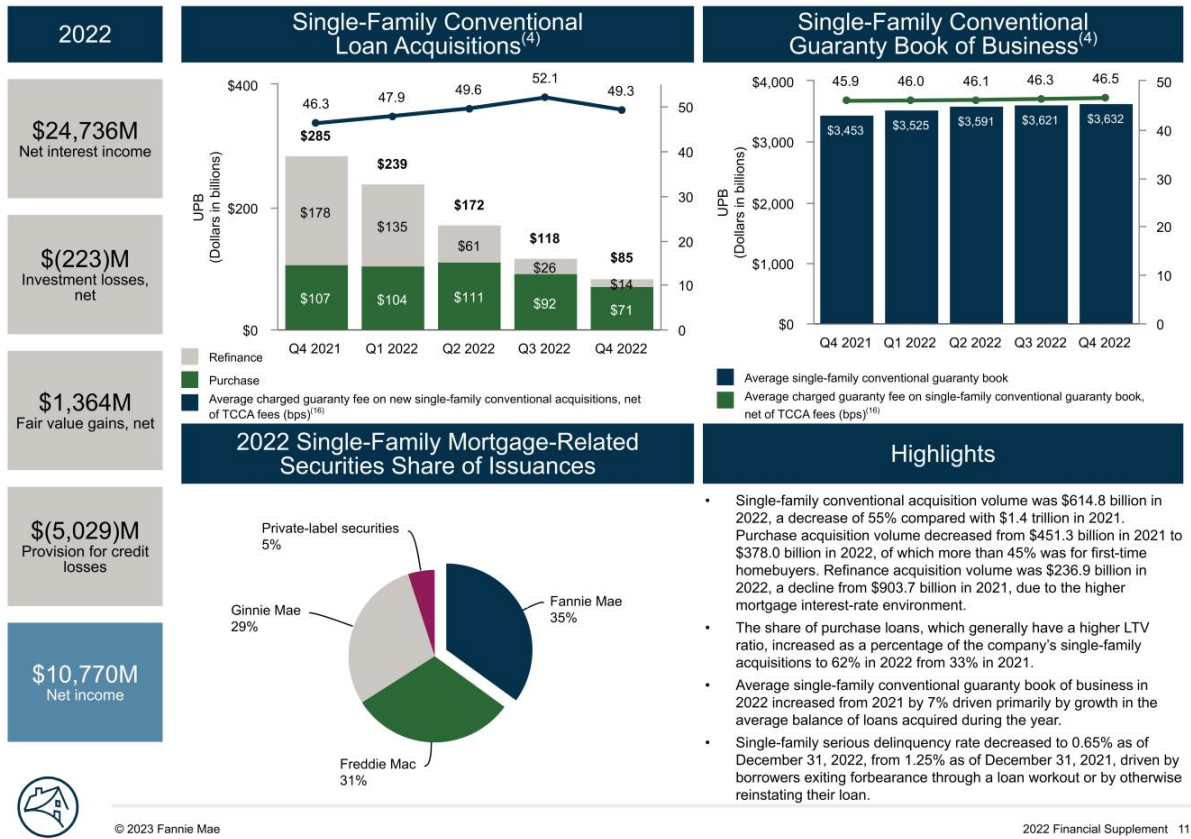 2022
$24,736M
Net interest income
$(223)M
Investment losses,
net
$1,364M
Fair value gains, net
$(5,029)M
Provision for credit
losses
$10,770M
Net income
Single-Family Conventional
Loan Acquisitions(4)
$400
$200
$0
UPB
(Dollars in billions)
46.3
47.9
49.6
52.1
49.3
$285
$239
$172
$118
$85
$178
$135
$61
$26
$14
$107
$104
$111
$92
$71
50
40
30
20
10
0
Q4 2021
Q1 2022
Q2 2022
Q3 2022
Q4 2022
Refinance
Purchase
Average charged guaranty fee on new single-family conventional acquisitions, net
of TCCA fees (bps)(16)
Single-Family Conventional
Guaranty Book of Business(4)
$4,000
$3,000
$2,000
$1,000
$0
UPB
(Dollars in billions)
45.9
46.0
46.1
46.3
46.5
$3,453
$3,525
$3,591
$3,621
$3,632
50
40
30
20
10
0
Q4 2021
Q1 2022
Q2 2022
Q3 2022
Q4 2022
Average single-family conventional guaranty book
Average charged guaranty fee on single-family conventional guaranty book,
net of TCCA fees (bps)(16)
2022 Single-Family Mortgage-Related
Securities Share of Issuances
Private-label securities
5%
Ginnie Mae
29%
Fannie Mae
35%
Freddie Mac
31%
Highlights
• Single-family conventional acquisition volume was $614.8 billion in
2022, a decrease of 55% compared with $1.4 trillion in 2021.
Purchase acquisition volume decreased from $451.3 billion in 2021 to
$378.0 billion in 2022, of which more than 45% was for first-time
homebuyers. Refinance acquisition volume was $236.9 billion in
2022, a decline from $903.7 billion in 2021, due to the higher
mortgage interest-rate environment.
• The share of purchase loans, which generally have a higher LTV
ratio, increased as a percentage of the company's single-family
acquisitions to 62% in 2022 from 33% in 2021.
• Average single-family conventional guaranty book of business in
2022 increased from 2021 by 7% driven primarily by growth in the
average balance of loans acquired during the year.
• Single-family serious delinquency rate decreased to 0.65% as of
December 31, 2022, from 1.25% as of December 31, 2021, driven by
borrowers exiting forbearance through a loan workout or by otherwise
reinstating their loan.
© 2023 Fannie Mae
2022 Financial Supplement 11